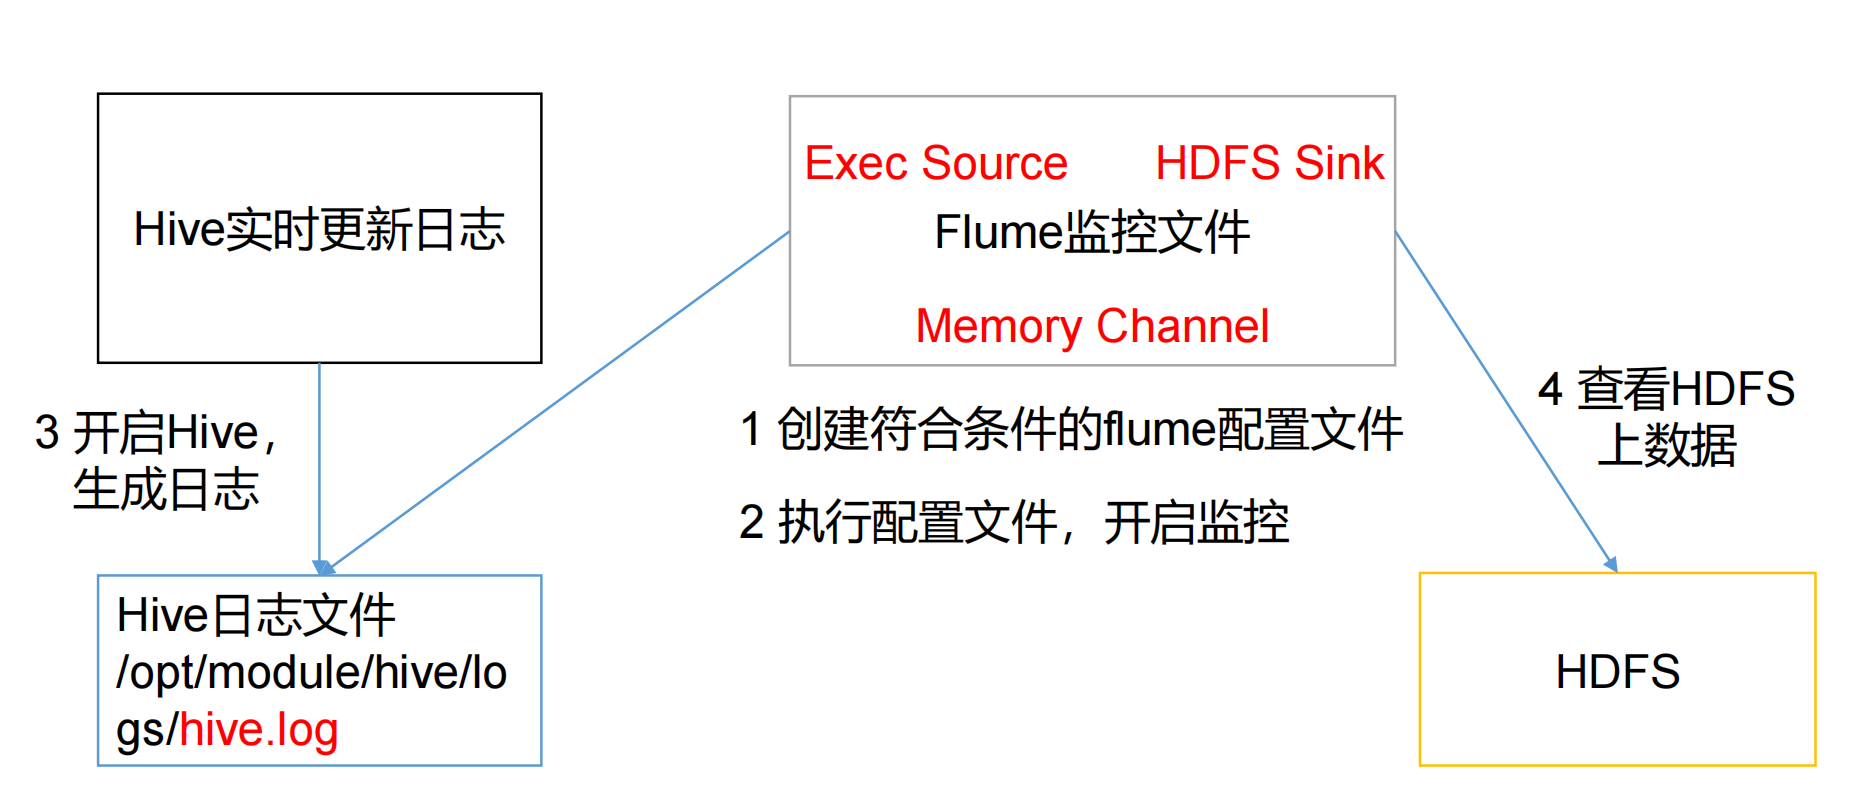 Hive实时更新日志
Exec Source
HDFS Sink
Flume监控文件
Memory Channel
3 开启Hive，
生成日志
1 创建符合条件的flume配置文件
2 执行配置文件，开启监控
4 查看HDFS
上数据
Hive日志文件
/opt/module/hive/lo
gs/hive.log
HDFS